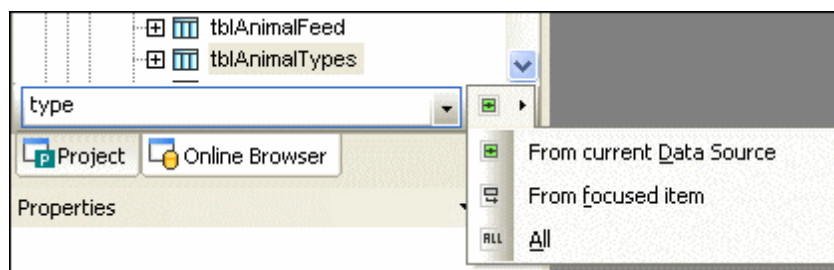 tblAnimalFeed
tblAnimalTypes
type
Project
Online Browser
From current Data Source
Properties
From focused item
ALL All